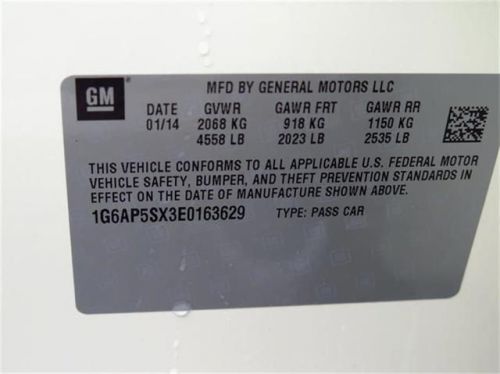 GM
MFD BY GENERAL MOTORS LLC
DATE GVWR GAWR FRT GAWR RR
01/14 2068 KG 918 KG 1150 KG
4558 LB 2023 LB 2535 LB
THIS VEHICLE CONFORMS TO ALL APPLICABLE U.S. FEDERAL MOTOR
VEHICLE SAFETY, BUMPER, AND THEFT PREVENTION STANDARDS IN
EFFECT ON THE DATE OF MANUFACTURE SHOWN ABOVE.
1G6AP5SX3E0163629 TYPE: PASS CAR